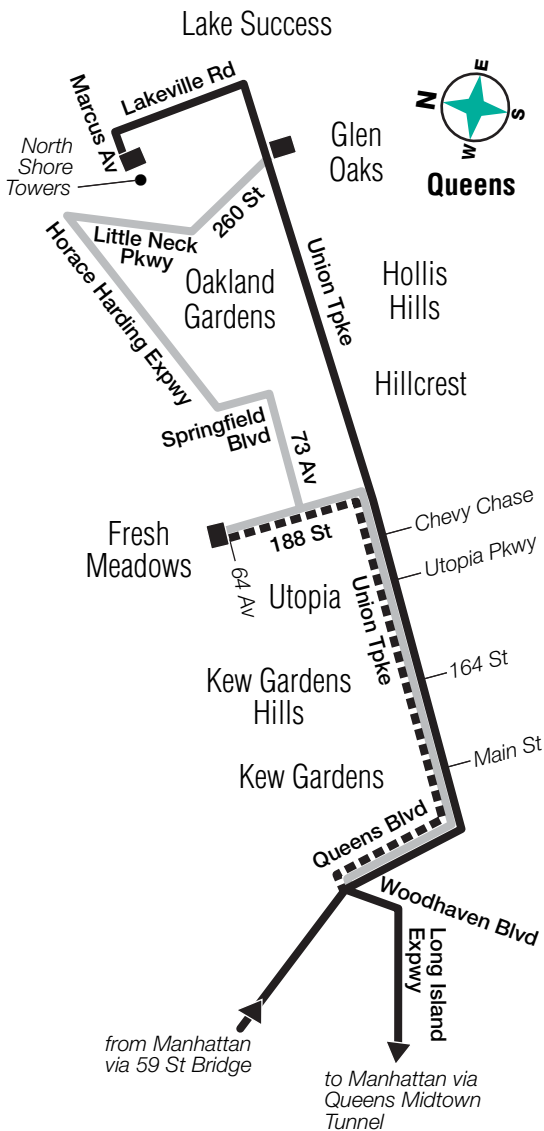 Lake Success
Marcus Av
Lakeville Rd
North
Shore
Towers
N
E
S
W
Queens
Glen
Oaks
260 St
Little Neck
Pkwy
Horace Harding Expwy
Oakland
Gardens
Union Tpke
Hollis
Hills
Hillcrest
Springfield
Blvd
73 Av
Fresh
Meadows
188 St
64 Av
Chevy Chase
Utopia Pkwy
Utopia
Union Tpke
164 St
Kew Gardens
Hills
Main St
Kew Gardens
Queens Blvd
Woodhaven Blvd
Long Island
Expwy
from Manhattan
via 59 St Bridge
to Manhattan via
Queens Midtown
Tunnel